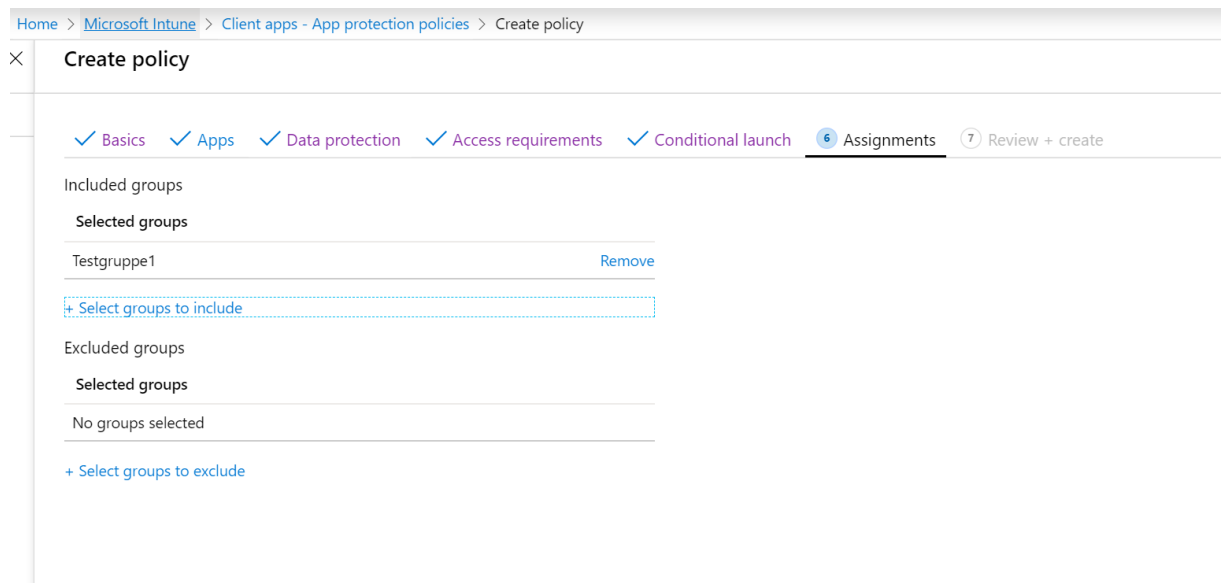 Home > Microsoft Intune > Client apps - App protection policies > Create policy
Create policy
Basics Apps Data protection Access requirements Conditional launch 6 Assignments 7 Review + create
Included groups
Selected groups
Testgruppe1 Remove
+ Select groups to include
Excluded groups
Selected groups
No groups selected
+ Select groups to exclude